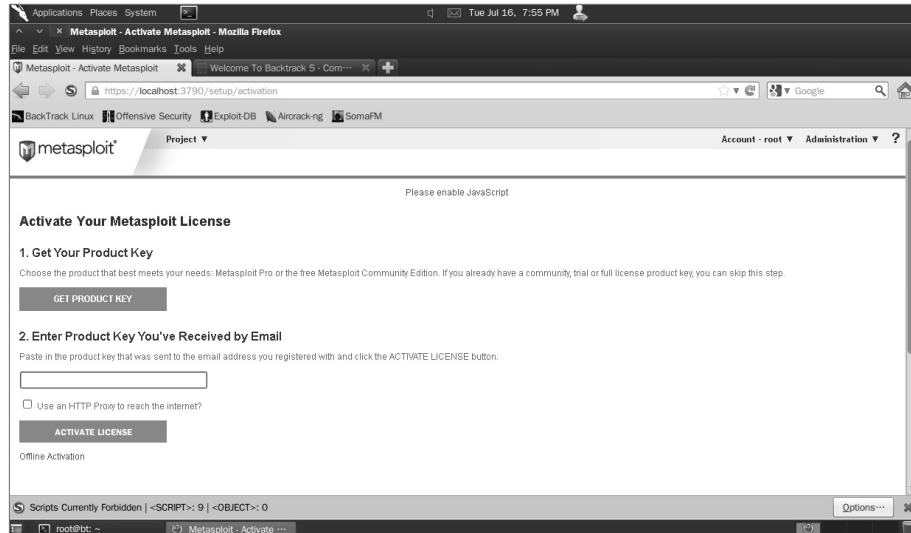 Applications Places System
Tue Jul 16, 7:55 PM
Metasploit - Activate Metasploit - Mozilla Firefox
File Edit View History Bookmarks Tools Help
Metasploit - Activate Metasploit
Welcome To Backtrack 5 - Com...
https://localhost:3790/setup/activation
Google
BackTrack Linux Offensive Security Exploit-DB Aircrack-ng SomaFM
metasploit®
Project ▼
Account - root ▼ Administration ▼ ?
Please enable JavaScript
Activate Your Metasploit License
1. Get Your Product Key
Choose the product that best meets your needs: Metasploit Pro or the free Metasploit Community Edition. If you already have a community, trial or full license product key, you can skip this step.
GET PRODUCT KEY
2. Enter Product Key You've Received by Email
Paste in the product key that was sent to the email address you registered with and click the ACTIVATE LICENSE button.
Use an HTTP Proxy to reach the internet?
ACTIVATE LICENSE
Offline Activation
Scripts Currently Forbidden | <SCRIPT>: 9 | <OBJECT>: 0
Options...
root@bt: ~
Metasploit - Activate ...